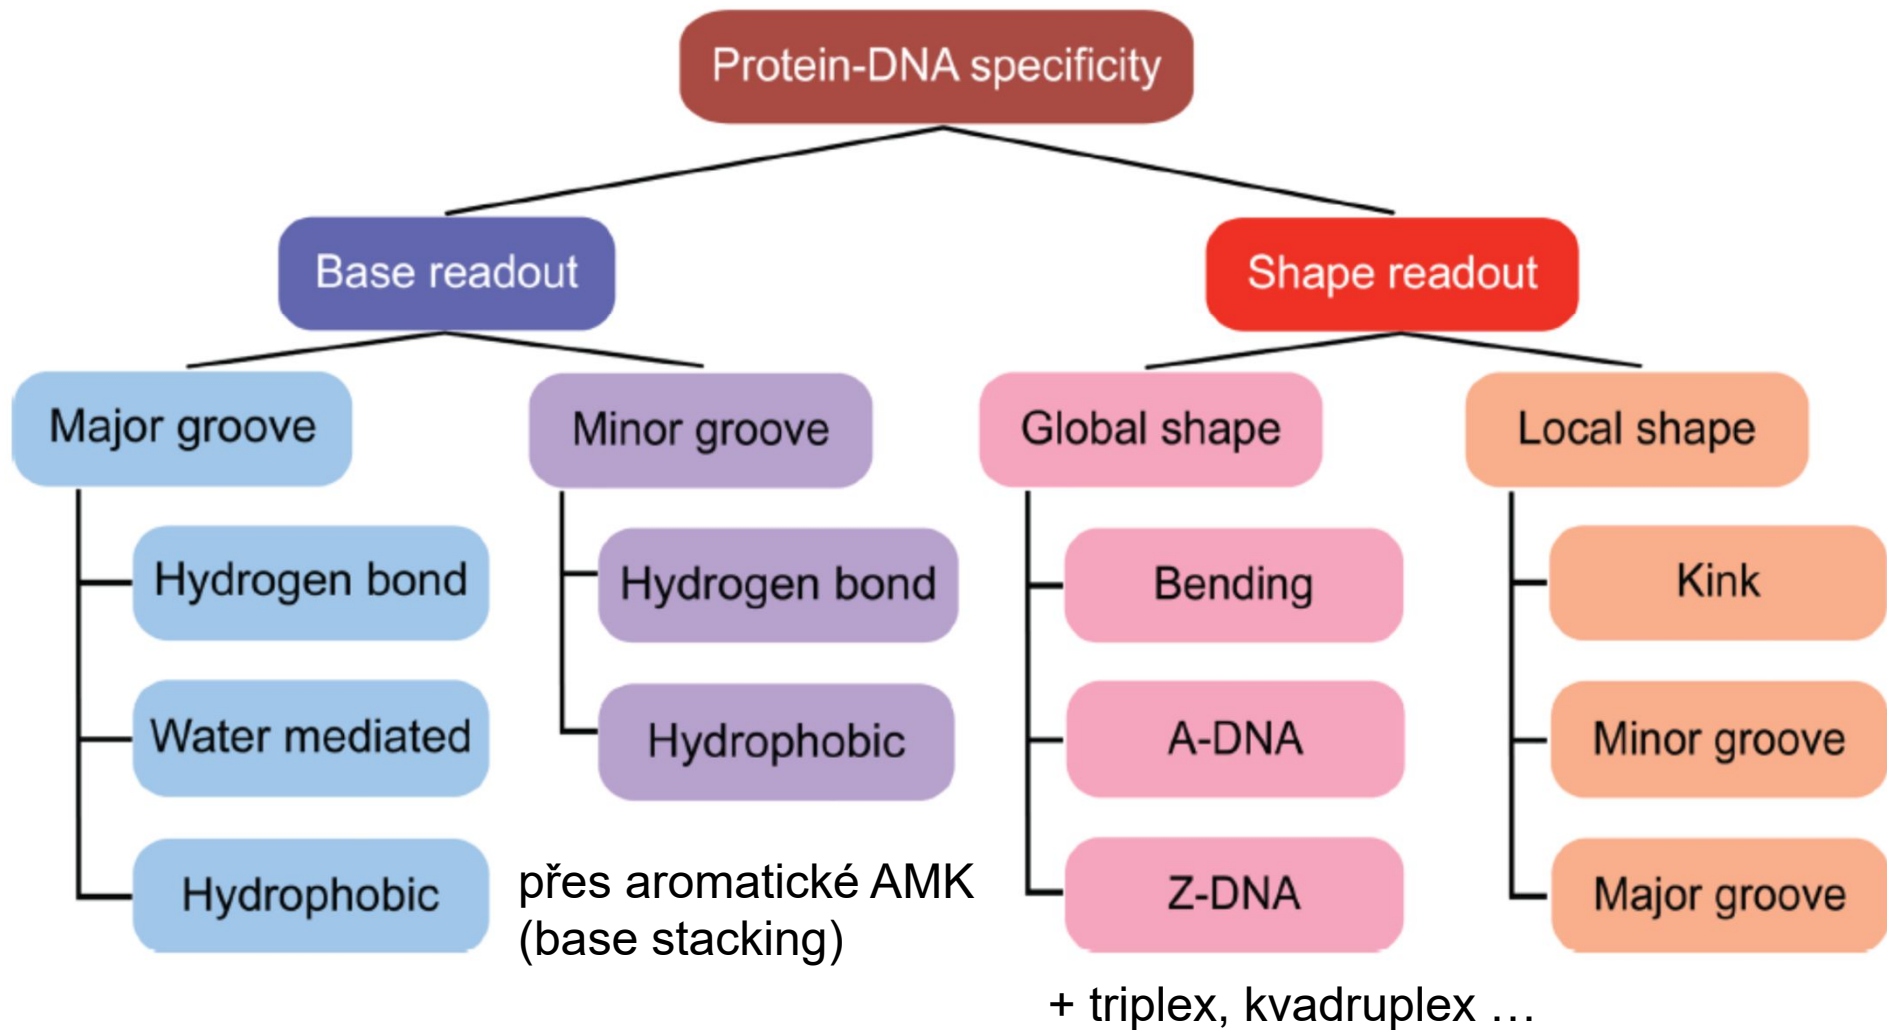 Protein-DNA specificity
Base readout
Shape readout
Major groove
Minor groove
Global shape
Local shape
Hydrogen bond
Hydrogen bond
Bending
Kink
Water mediated
Hydrophobic
A-DNA
Minor groove
Hydrophobic
přes aromatické AMK
(base stacking)
Z-DNA
Major groove
+ triplex, kvadruplex …